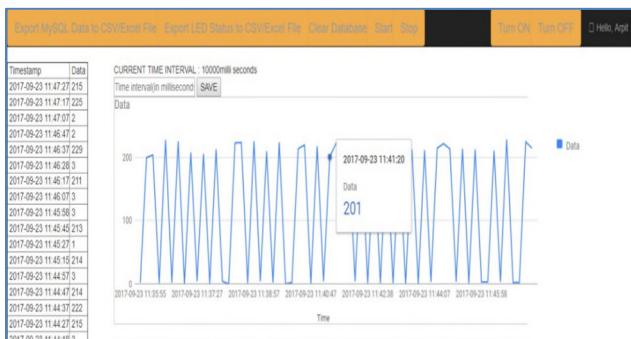 Export MySQL Data to CSV/Excel File Export LED Status to CSV/Excel File Clear Database Start Stop Turn ON Turn OFF Hello, Arpit
Timestamp Data
2017-09-23 11:47:27 215
2017-09-23 11:47:17 225
2017-09-23 11:47:07 2
2017-09-23 11:46:47 2
2017-09-23 11:46:37 229
2017-09-23 11:46:28 3
2017-09-23 11:46:17 211
2017-09-23 11:46:07 3
2017-09-23 11:45:58 3
2017-09-23 11:45:45 213
2017-09-23 11:45:27 1
2017-09-23 11:45:15 214
2017-09-23 11:44:57 3
2017-09-23 11:44:47 214
2017-09-23 11:44:37 222
2017-09-23 11:44:27 215
CURRENT TIME INTERVAL : 10000milli seconds
Time interval(in millisecond SAVE
Data
200
100
0
2017-09-23 11:41:20
Data
201
Data
2017-09-23 11:35:55 2017-09-23 11:37:27 2017-09-23 11:38:57 2017-09-23 11:40:47 2017-09-23 11:42:38 2017-09-23 11:44:07 2017-09-23 11:45:58
Time